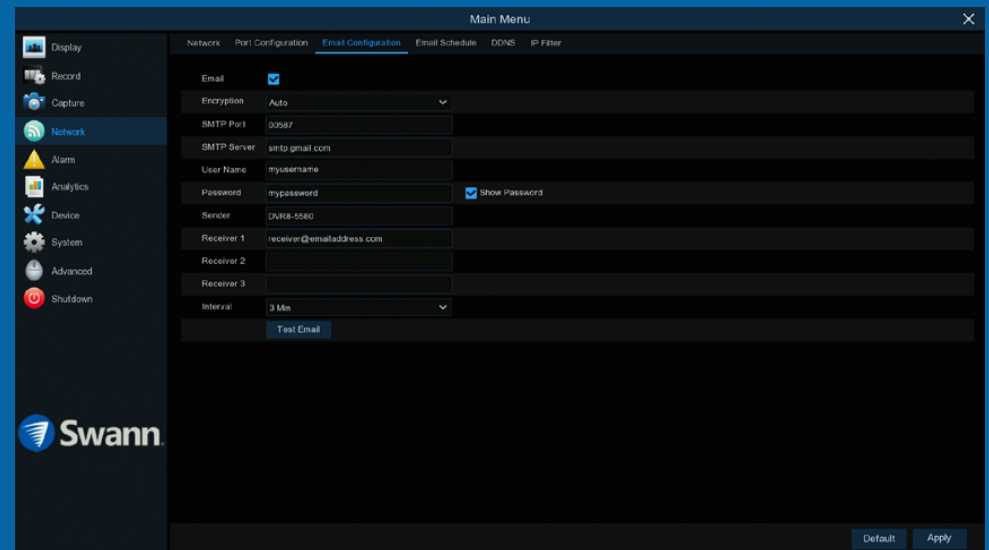 Main Menu
Display
Record
Capture
Network
Alarm
Analytics
Device
System
Advanced
Shutdown
Swann
Network Port Configuration Email Configuration Email Schedule DDNS IP Filter
Email
Encryption Auto
SMTP Port 00587
SMTP Server smtp.gmail.com
User Name myusername
Password mypassword Show Password
Sender DVR8-5580
Receiver 1 receiver@emailaddress.com
Receiver 2
Receiver 3
Interval 3 Min
Test Email
Default Apply